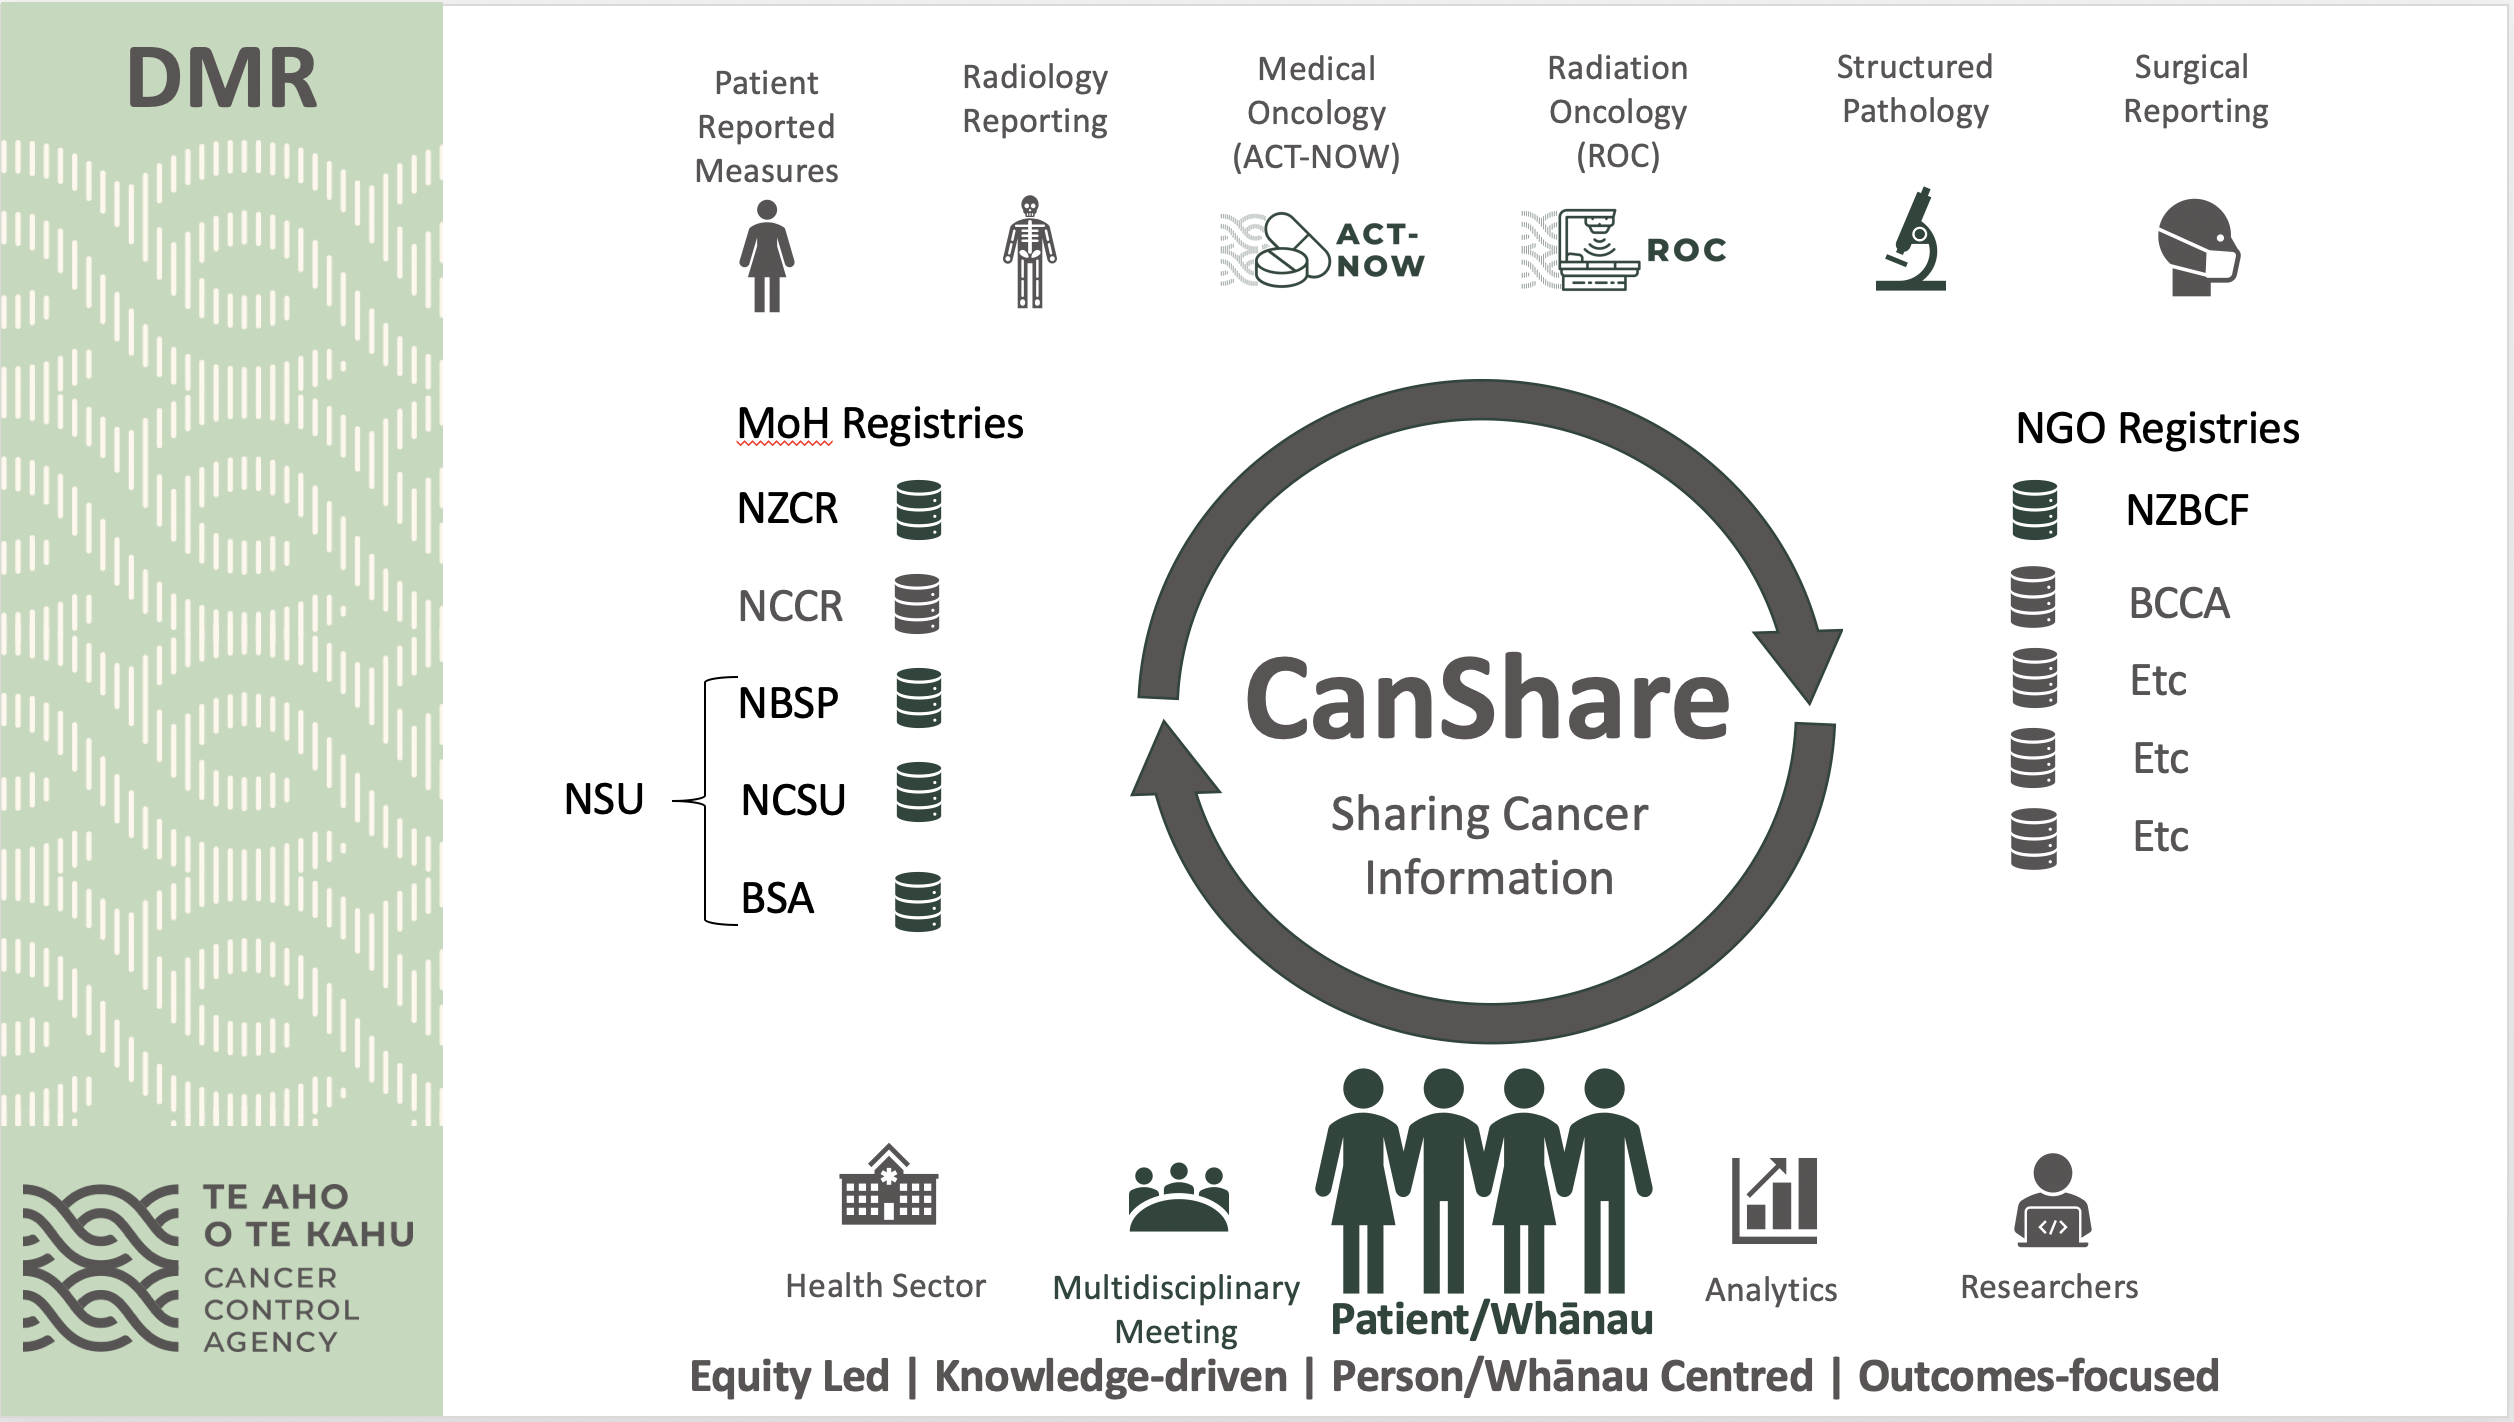 DMR
Patient
Reported
Measures
Radiology
Reporting
Medical
Oncology
(ACT-NOW)
Radiation
Oncology
(ROC)
Structured
Pathology
Surgical
Reporting
ACT-
NOW
ROC
MoH Registries
NZCR
NCCR
NSU
NBSP
NCSU
BSA
CanShare
Sharing Cancer
Information
NGO Registries
NZBCF
BCCA
Etc
Etc
Etc
Health Sector
Multidisciplinary
Meeting
Patient/Whānau
Analytics
</>
Researchers
Equity Led | Knowledge-driven | Person/Whānau Centred | Outcomes-focused
TE AHO
O TE KAHU
CANCER
CONTROL
AGENCY